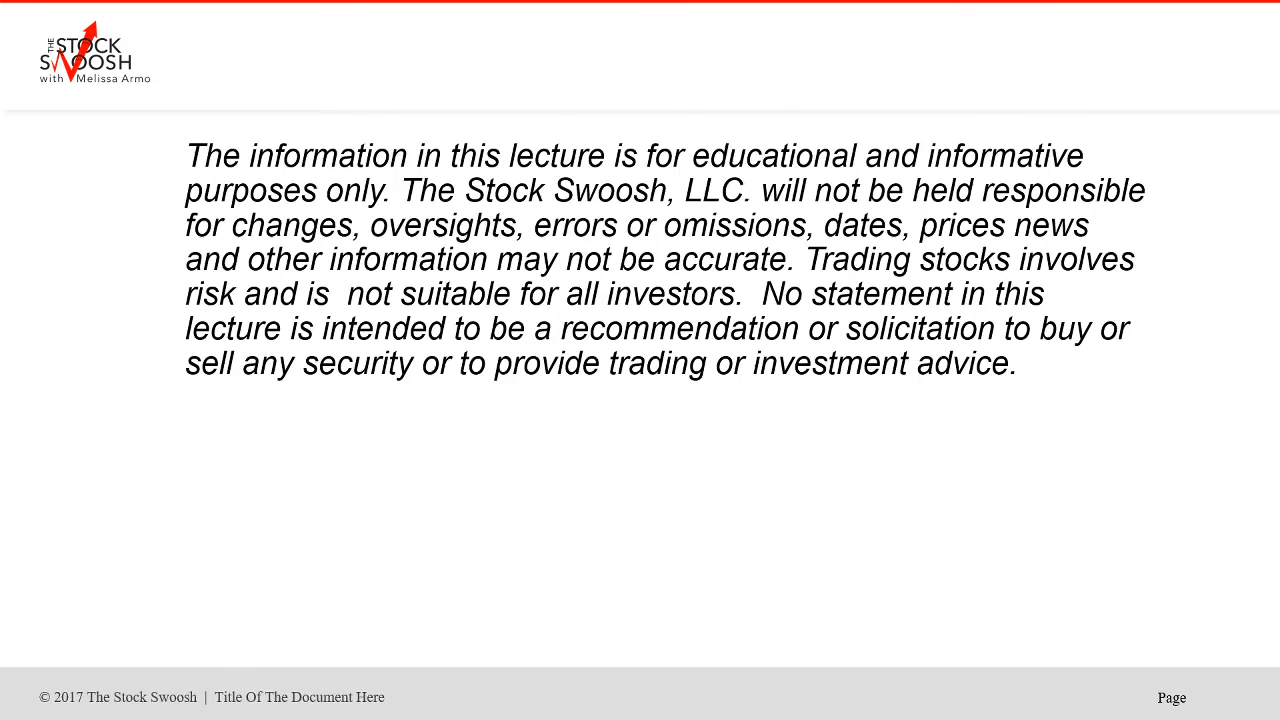 THE STOCK
SWOOSH
with Melissa Armo
The information in this lecture is for educational and informative
purposes only. The Stock Swoosh, LLC. will not be held responsible
for changes, oversights, errors or omissions, dates, prices news
and other information may not be accurate. Trading stocks involves
risk and is  not suitable for all investors.  No statement in this
lecture is intended to be a recommendation or solicitation to buy or
sell any security or to provide trading or investment advice.
© 2017 The Stock Swoosh | Title Of The Document Here
Page